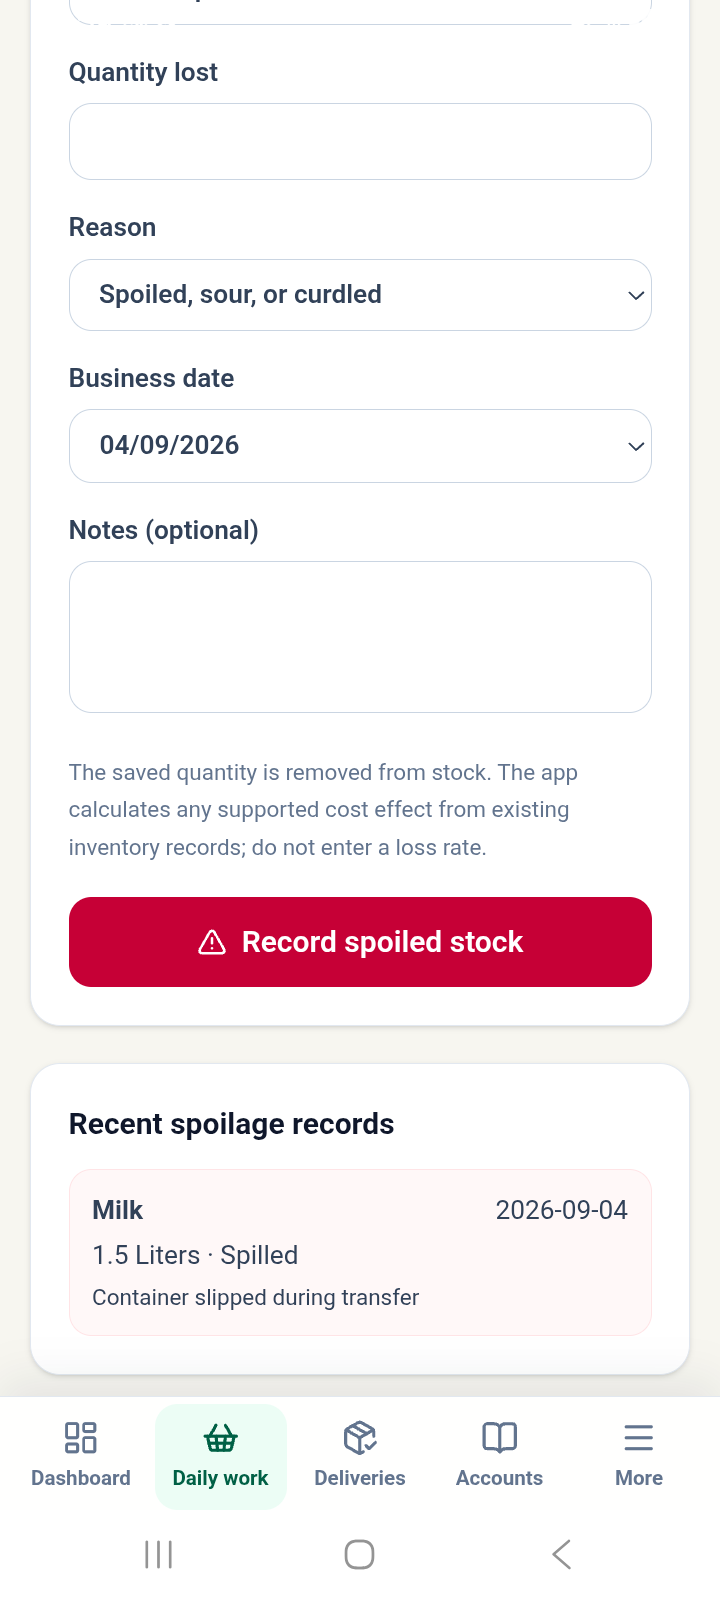 Quantity lost
Reason
Spoiled, sour, or curdled
Business date
04/09/2026
Notes (optional)
The saved quantity is removed from stock. The app
calculates any supported cost effect from existing
inventory records; do not enter a loss rate.
Record spoiled stock
Recent spoilage records
Milk 2026-09-04
1.5 Liters · Spilled
Container slipped during transfer
Dashboard Daily work Deliveries Accounts More